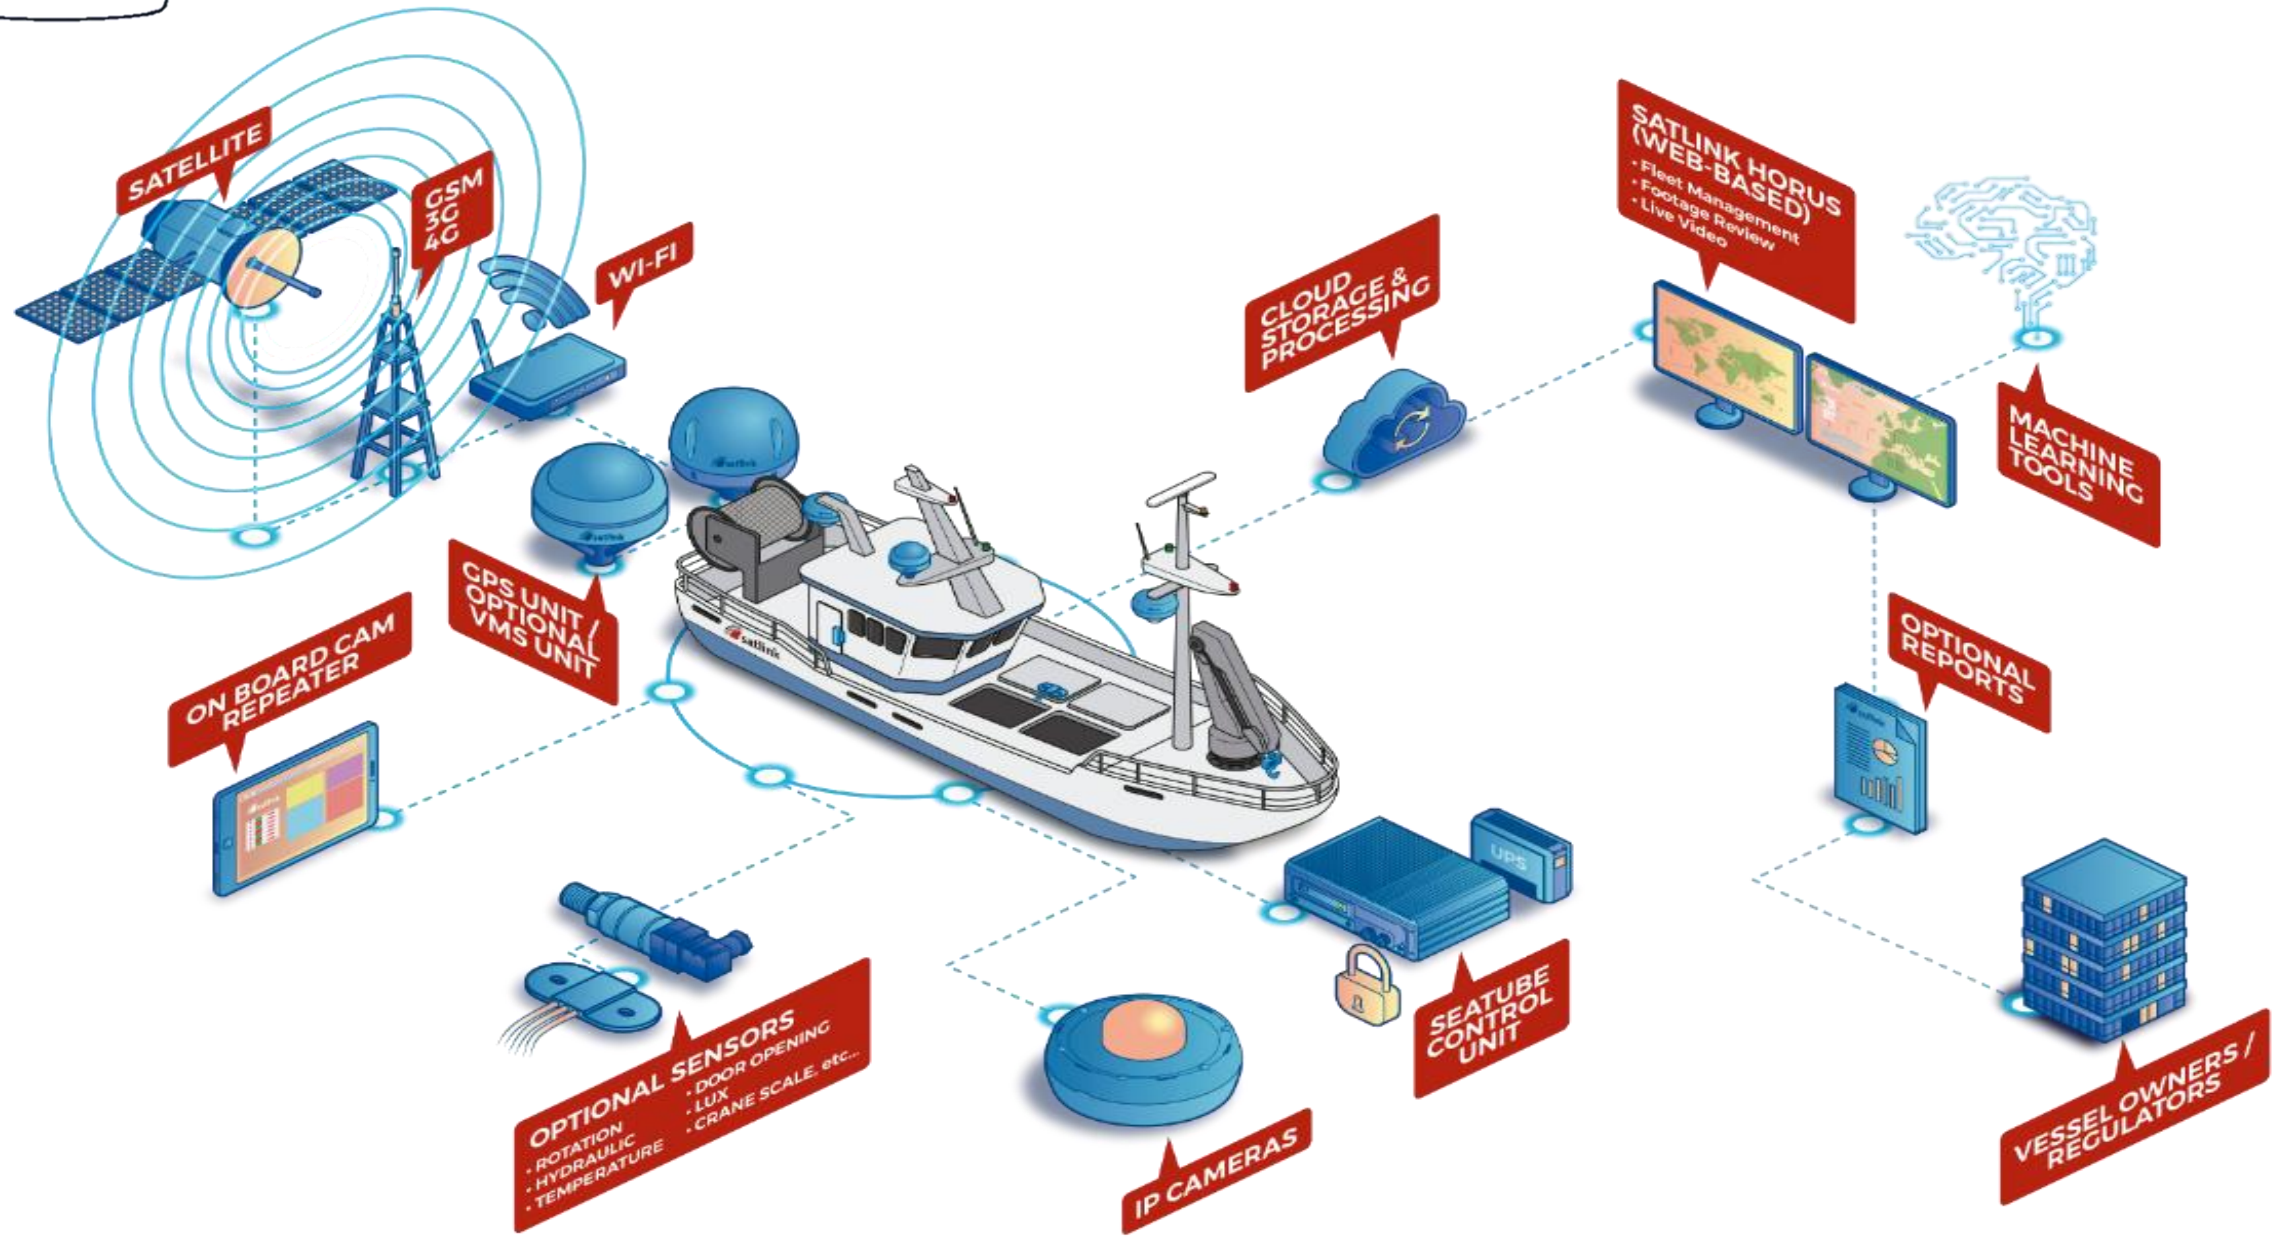 SATELLITE
GSM
3G
4G
WI-FI
GPS UNIT /
OPTIONAL
VMS UNIT
ON BOARD CAM
REPEATER
satlink
satlink
satlink
OPTIONAL SENSORS
· ROTATION
· HYDRAULIC
· TEMPERATURE
· DOOR OPENING
· LUX
· CRANE SCALE, etc...
IP CAMERAS
UPS
SEATUBE
CONTROL
UNIT
CLOUD
STORAGE &
PROCESSING
SATLINK HORUS
(WEB-BASED)
· Fleet Management
· Footage Review
· Live Video
MACHINE
LEARNING
TOOLS
OPTIONAL
REPORTS
VESSEL OWNERS /
REGULATORS